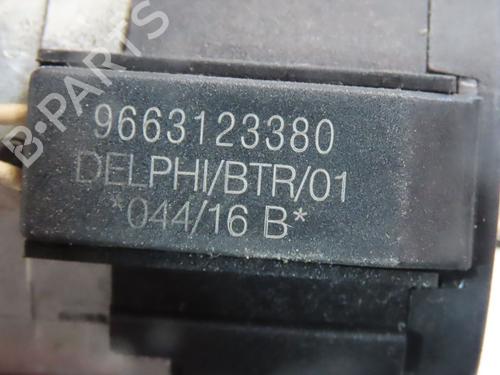 B-PARTS
9663123380
DELPHI/BTR/01
*044/16 B*